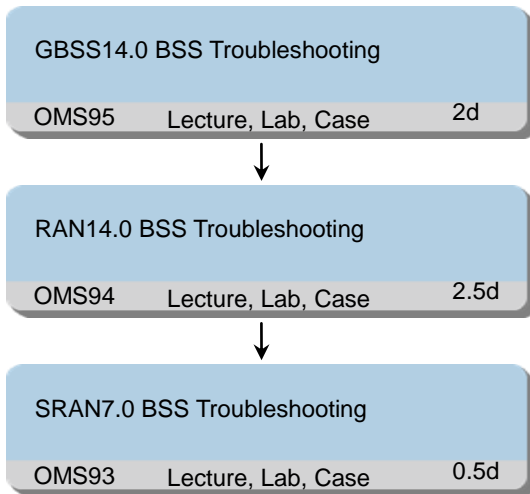 GBSS14.0 BSS Troubleshooting
OMS95 Lecture, Lab, Case 2d
RAN14.0 BSS Troubleshooting
OMS94 Lecture, Lab, Case 2.5d
SRAN7.0 BSS Troubleshooting
OMS93 Lecture, Lab, Case 0.5d